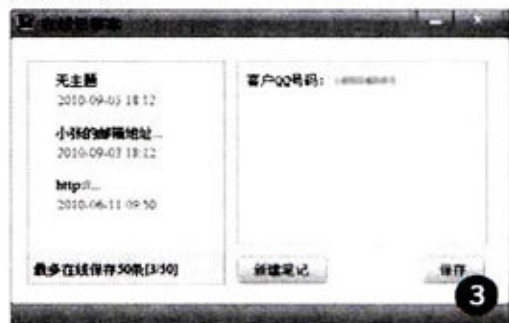 无主题
2010-09-03 18:12
小张的邮箱地址...
2010-09-03 18:12
http://...
2010-06-11 09:50
最多在线保存50条[3/50]
客户QQ号码：
新建笔记
保存
3